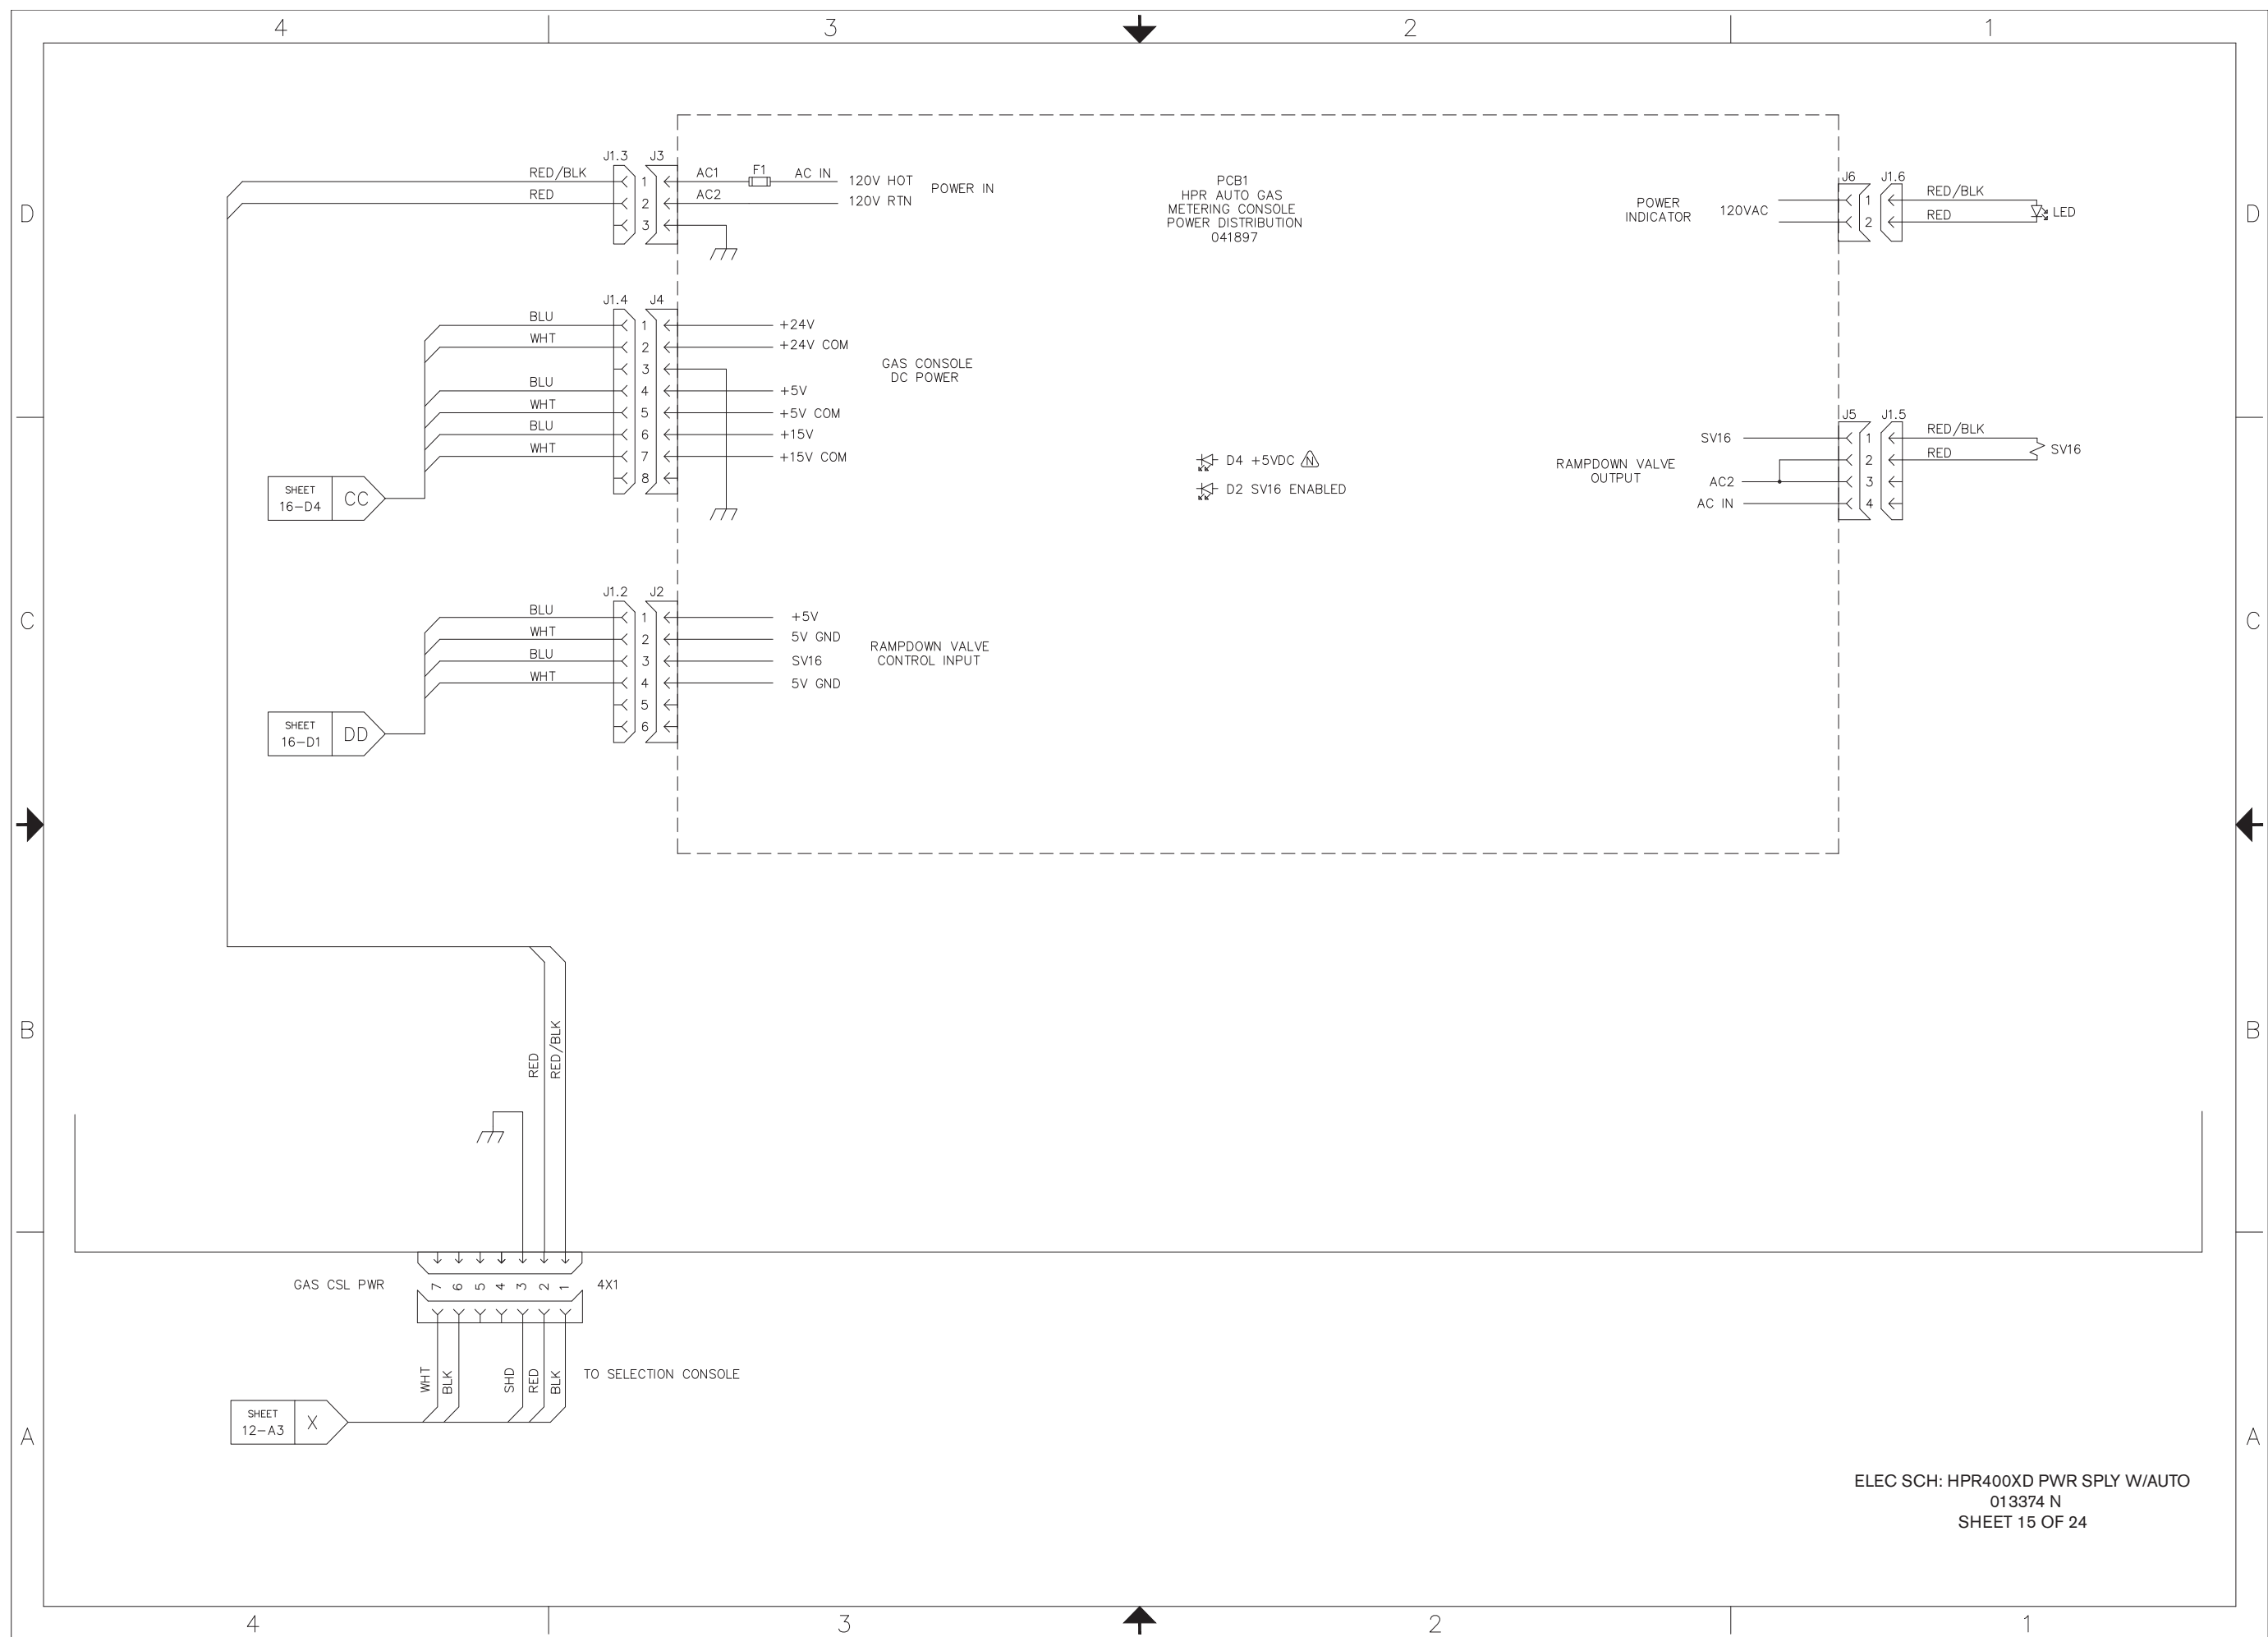 4 3 2 1
D
J1.3 J3
RED/BLK 1 AC1 F1 AC IN 120V HOT
RED 2 AC2 120V RTN
3
POWER IN
PCB1
HPR AUTO GAS
METERING CONSOLE
POWER DISTRIBUTION
041897
POWER
INDICATOR
120VAC
J6 J1.6
1 RED/BLK
2 RED
LED
D
J1.4 J4
BLU 1 +24V
WHT 2 +24V COM
3
BLU 4 +5V
WHT 5 +5V COM
BLU 6 +15V
WHT 7 +15V COM
8
GAS CONSOLE
DC POWER
SHEET
16-D4
CC
D4 +5VDC N
D2 SV16 ENABLED
RAMPDOWN VALVE
OUTPUT
J5 J1.5
SV16 1 RED/BLK
2 RED
AC2 3
AC IN 4
SV16
C
J1.2 J2
BLU 1 +5V
WHT 2 5V GND
BLU 3 SV16
WHT 4 5V GND
5
6
RAMPDOWN VALVE
CONTROL INPUT
SHEET
16-D1
DD
C
B
RED
RED/BLK
B
GAS CSL PWR
7 6 5 4 3 2 1
4X1
WHT
BLK
SHD
RED
BLK
TO SELECTION CONSOLE
SHEET
12-A3
X
A
A
ELEC SCH: HPR400XD PWR SPLY W/AUTO
013374 N
SHEET 15 OF 24
4 3 2 1